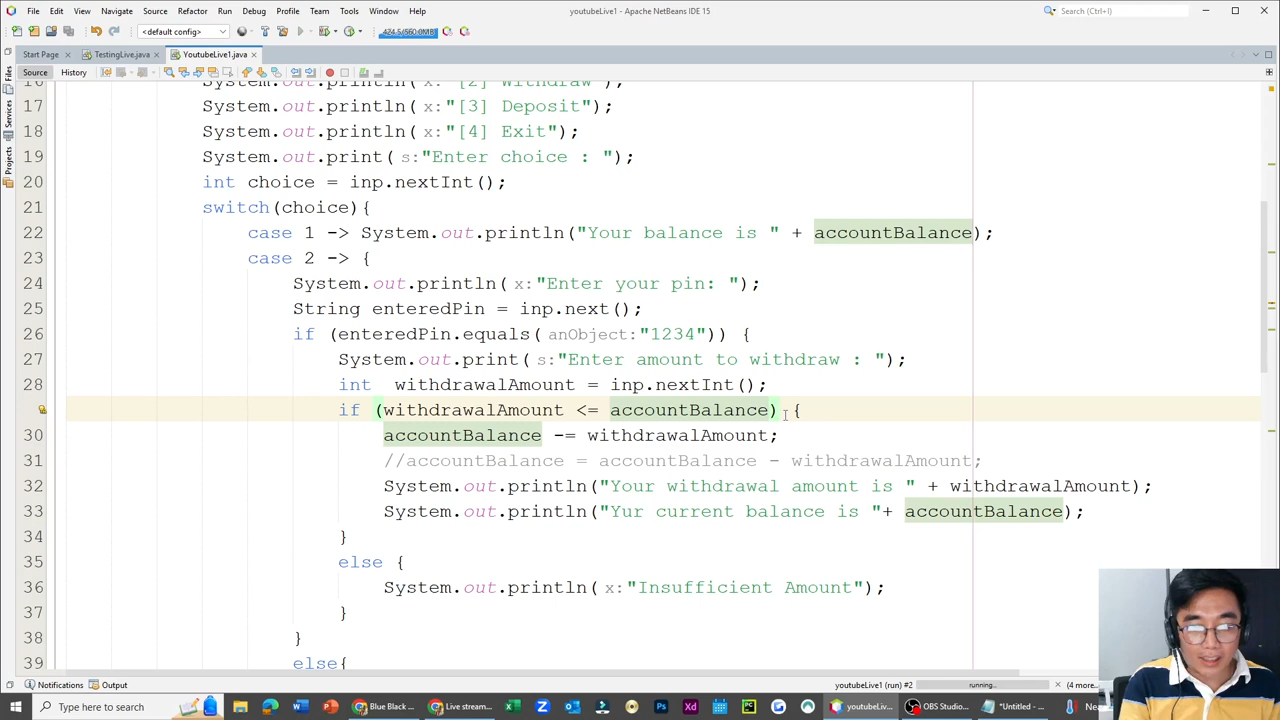 File Edit View Navigate Source Refactor Run Debug Profile Team Tools Window Help youtubeLive1 - Apache NetBeans IDE 15 Search (Ctrl+I)
<default config> 424.5/560.0MB
Start Page TestingLive.java YoutubeLive1.java
Source History
Files
Services
Projects
16 System.out.println(x:"[2] Withdraw");
17 System.out.println(x:"[3] Deposit");
18 System.out.println(x:"[4] Exit");
19 System.out.print(s:"Enter choice : ");
20 int choice = inp.nextInt();
21 switch(choice){
22 case 1 -> System.out.println("Your balance is " + accountBalance);
23 case 2 -> {
24 System.out.println(x:"Enter your pin: ");
25 String enteredPin = inp.next();
26 if (enteredPin.equals(anObject:"1234")) {
27 System.out.print(s:"Enter amount to withdraw : ");
28 int withdrawalAmount = inp.nextInt();
if (withdrawalAmount <= accountBalance) {
30 accountBalance -= withdrawalAmount;
31 //accountBalance = accountBalance - withdrawalAmount;
32 System.out.println("Your withdrawal amount is " + withdrawalAmount);
33 System.out.println("Yur current balance is "+ accountBalance);
34 }
35 else {
36 System.out.println(x:"Insufficient Amount");
37 }
38 }
39 else{
Notifications Output youtubeLive1 (run) #2 running... (4 more...
Type here to search Blue Black ... Live stream... youtubeLive... OBS Studio... *Untitled - ...